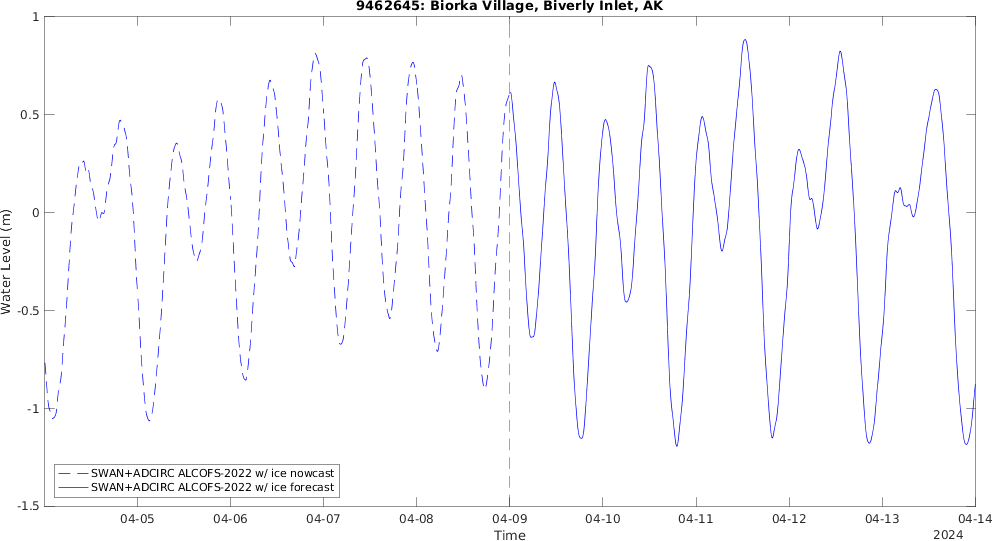 9462645: Biorka Village, Biverly Inlet, AK
Water Level (m)
1
0.5
0
-0.5
-1
-1.5
SWAN+ADCIRC ALCOFS-2022 w/ ice nowcast
SWAN+ADCIRC ALCOFS-2022 w/ ice forecast
04-05 04-06 04-07 04-08 04-09 04-10 04-11 04-12 04-13 04-14
Time
2024